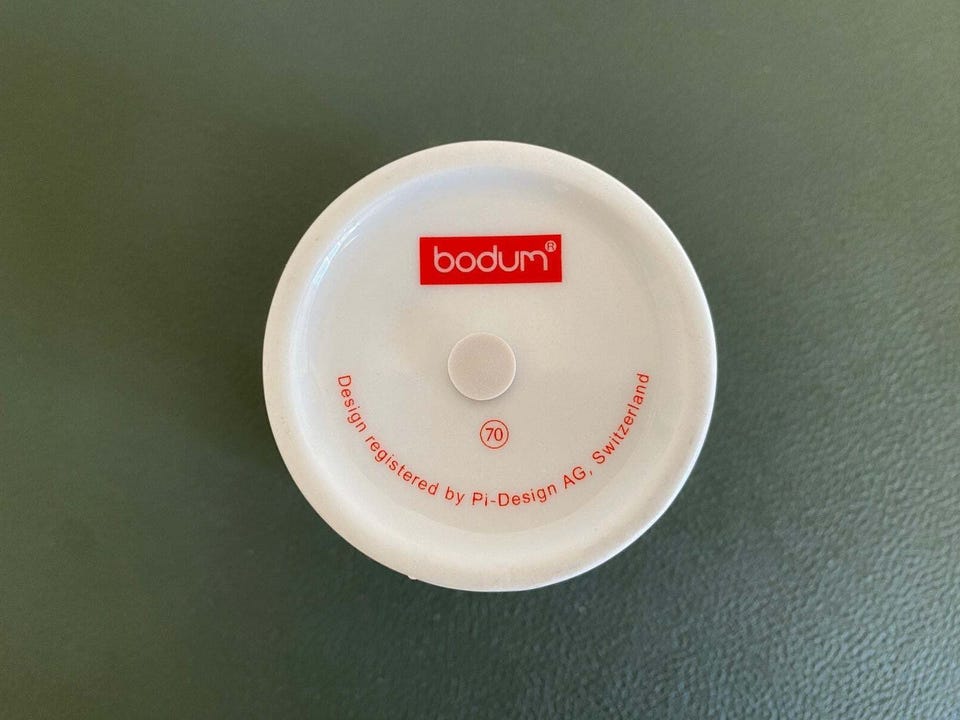 bodum®
70
Design registered by Pi-Design AG, Switzerland